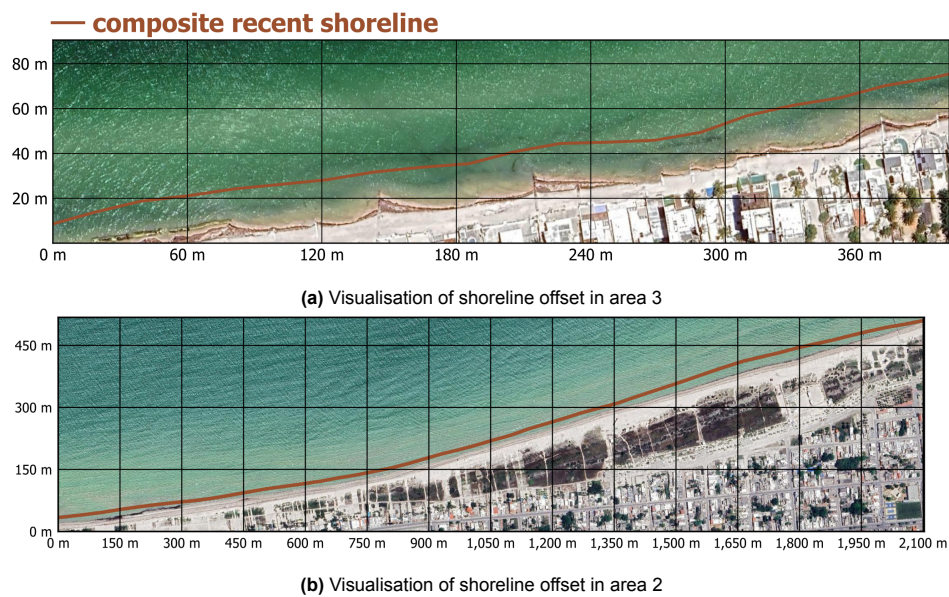 composite recent shoreline
80 m
60 m
40 m
20 m
0 m 60 m 120 m 180 m 240 m 300 m 360 m
(a) Visualisation of shoreline offset in area 3
450 m
300 m
150 m
0 m
0 m 150 m 300 m 450 m 600 m 750 m 900 m 1,050 m 1,200 m 1,350 m 1,500 m 1,650 m 1,800 m 1,950 m 2,100 m
(b) Visualisation of shoreline offset in area 2